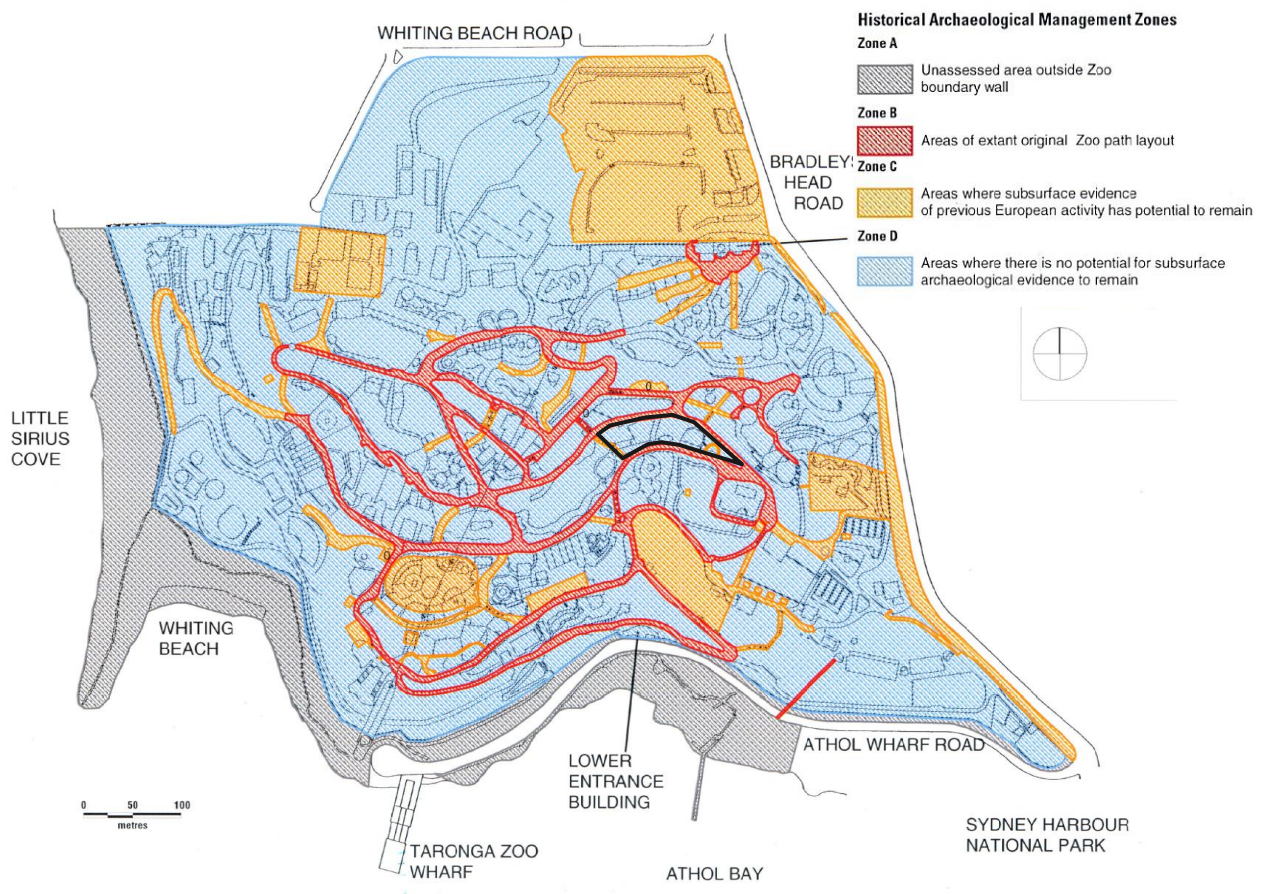 Historical Archaeological Management Zones
Zone A
Unassessed area outside Zoo
boundary wall
Zone B
Areas of extant original Zoo path layout
Zone C
Areas where subsurface evidence
of previous European activity has potential to remain
Zone D
Areas where there is no potential for subsurface
archaeological evidence to remain
WHITING BEACH ROAD
BRADLEYS
HEAD
ROAD
LITTLE
SIRIUS
COVE
WHITING
BEACH
LOWER
ENTRANCE
BUILDING
ATHOL WHARF ROAD
0 50 100
metres
TARONGA ZOO
WHARF
ATHOL BAY
SYDNEY HARBOUR
NATIONAL PARK